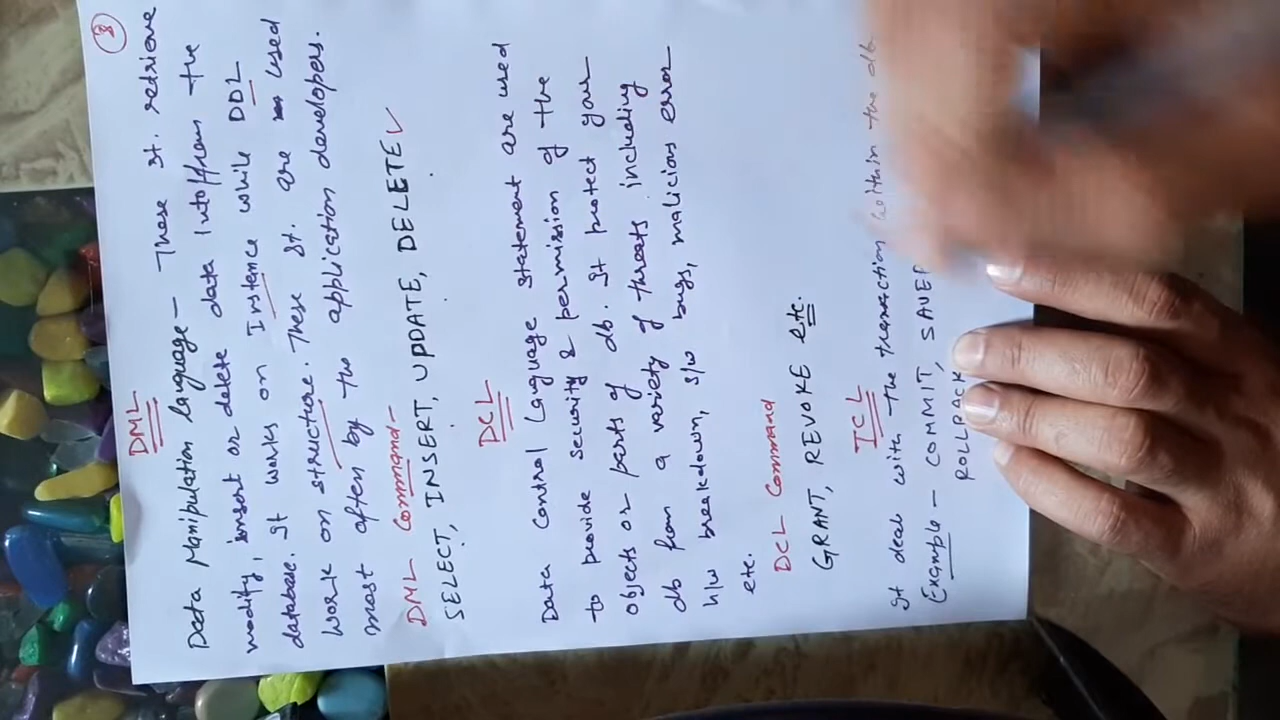 3
DML
Data Manipulation language - These st. retrieve
modify, insert or delete data into/from the
database. It works on Instance while DDL
work on structure. These st. are used
most often by the application developers.
DML Command -
SELECT, INSERT, UPDATE, DELETE
DCL
Data Control Language statement are used
to provide security & permission of the
objects or parts of db. It protect your
db from a variety of threats including
h/w breakdown, s/w bugs, malicious error
etc.
DCL Command
GRANT, REVOKE etc.
TCL
It deal with the transaction within the db
Example - COMMIT,
ROLLBACK